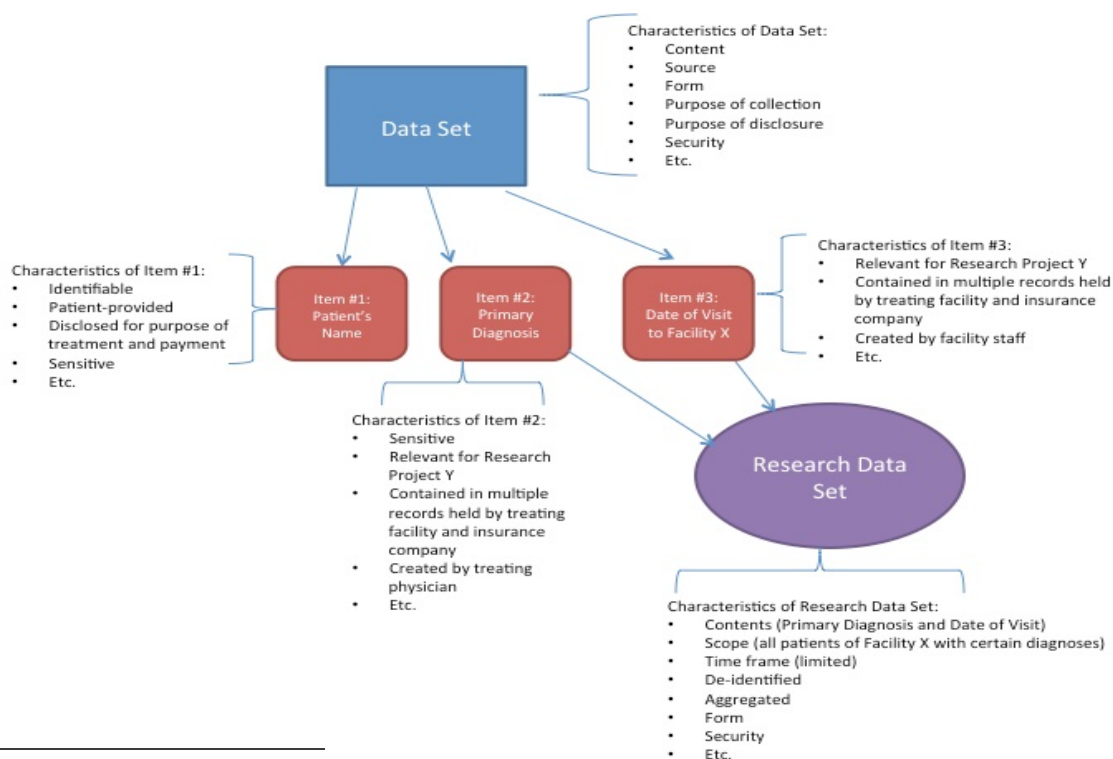 Characteristics of Data Set:
• Content
• Source
• Form
• Purpose of collection
• Purpose of disclosure
• Security
• Etc.
Data Set
Characteristics of Item #1:
• Identifiable
• Patient-provided
• Disclosed for purpose of
treatment and payment
• Sensitive
• Etc.
Item #1:
Patient's
Name
Item #2:
Primary
Diagnosis
Item #3:
Date of Visit
to Facility X
Characteristics of Item #3:
• Relevant for Research Project Y
• Contained in multiple records held
by treating facility and insurance
company
• Created by facility staff
• Etc.
Characteristics of Item #2:
• Sensitive
• Relevant for Research
Project Y
• Contained in multiple
records held by treating
facility and insurance
company
• Created by treating
physician
• Etc.
Research Data
Set
Characteristics of Research Data Set:
• Contents (Primary Diagnosis and Date of Visit)
• Scope (all patients of Facility X with certain diagnoses)
• Time frame (limited)
• De-identified
• Aggregated
• Form
• Security
• Etc.